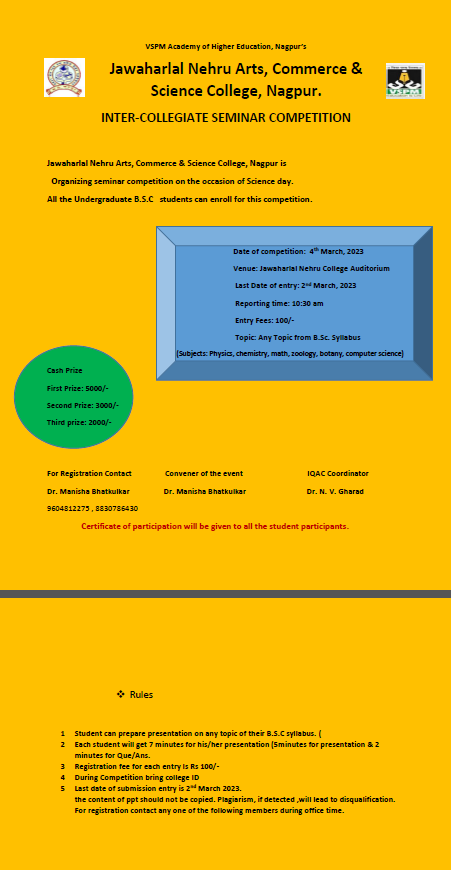 VSPM Academy of Higher Education, Nagpur's
Jawaharlal Nehru Arts, Commerce &
Science College, Nagpur.
VSPM
INTER-COLLEGIATE SEMINAR COMPETITION
Jawaharlal Nehru Arts, Commerce & Science College, Nagpur is
Organizing seminar competition on the occasion of Science day.
All the Undergraduate B.S.C students can enroll for this competition.
Date of competition: 4th March, 2023
Venue: Jawaharlal Nehru College Auditorium
Last Date of entry: 2nd March, 2023
Reporting time: 10:30 am
Entry Fees: 100/-
Topic: Any Topic from B.Sc. Syllabus
(Subjects: Physics, chemistry, math, zoology, botany, computer science)
Cash Prize
First Prize: 5000/-
Second Prize: 3000/-
Third prize: 2000/-
For Registration Contact Convener of the event IQAC Coordinator
Dr. Manisha Bhatkulkar Dr. Manisha Bhatkulkar Dr. N. V. Gharad
9604812275 , 8830786430
Certificate of participation will be given to all the student participants.
❖ Rules
1 Student can prepare presentation on any topic of their B.S.C syllabus. (
2 Each student will get 7 minutes for his/her presentation (5minutes for presentation & 2
minutes for Que/Ans.
3 Registration fee for each entry is Rs 100/-
4 During Competition bring college ID
5 Last date of submission entry is 2nd March 2023.
the content of ppt should not be copied. Plagiarism, if detected ,will lead to disqualification.
For registration contact any one of the following members during office time.